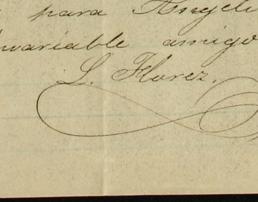 para Angeli
invariable amigo
L. Florez.